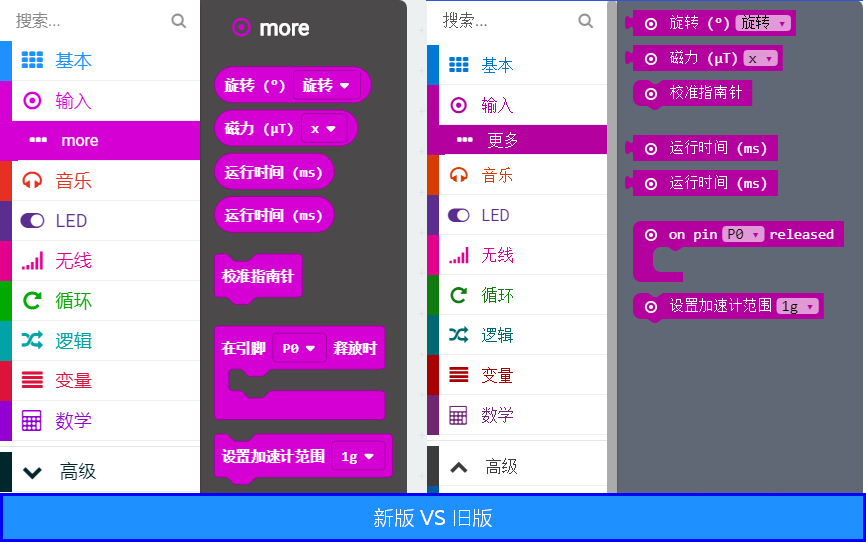 搜索...
基本
输入
more
音乐
LED
无线
循环
逻辑
变量
数学
高级
more
旋转 (°) 旋转
磁力 (μT) x
运行时间 (ms)
运行时间 (ms)
校准指南针
在引脚 P0 释放时
设置加速计范围 1g
搜索...
基本
输入
更多
音乐
LED
无线
循环
逻辑
变量
数学
高级
旋转 (°) 旋转
磁力 (μT) x
校准指南针
运行时间 (ms)
运行时间 (ms)
on pin P0 released
设置加速计范围 1g
新版 VS 旧版